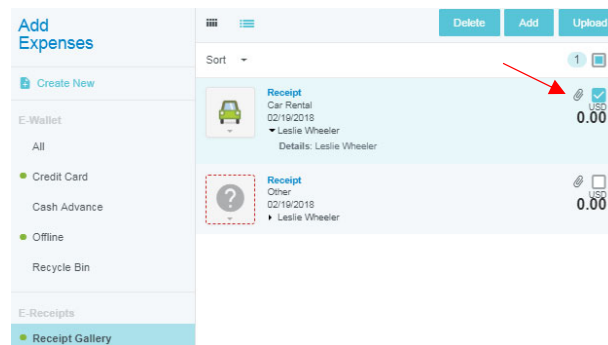 Add
Expenses
Create New
E-Wallet
All
Credit Card
Cash Advance
Offline
Recycle Bin
E-Receipts
Receipt Gallery
Delete Add Upload
Sort 1
Receipt
Car Rental
02/19/2018
Leslie Wheeler
Details: Leslie Wheeler
USD
0.00
?
Receipt
Other
02/19/2018
Leslie Wheeler
USD
0.00